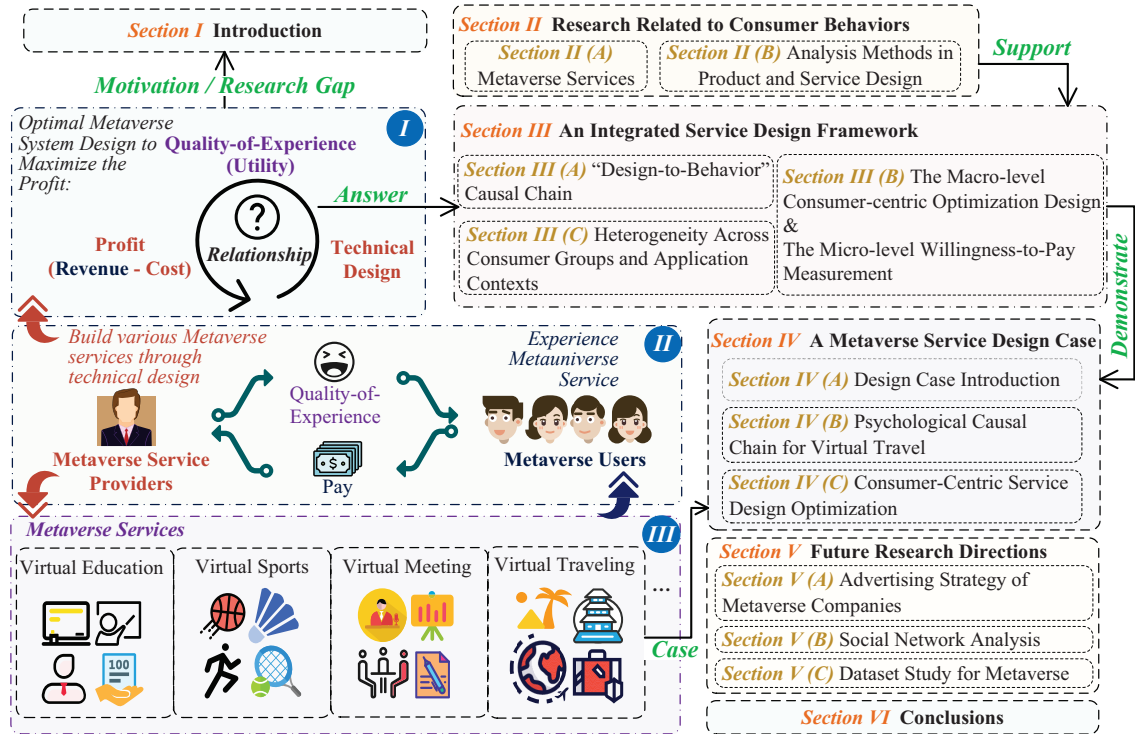 Section I Introduction
Motivation / Research Gap
Optimal Metaverse
System Design to
Maximize the
Profit:
I
Quality-of-Experience
(Utility)
?
Relationship
Profit
(Revenue - Cost)
Technical
Design
Answer
Build various Metaverse
services through
technical design
II
Experience
Metauniverse
Service
Quality-of-
Experience
$
Pay
Metaverse Service
Providers
Metaverse Users
Metaverse Services
III
Virtual Education
Virtual Sports
Virtual Meeting
Virtual Traveling
...
100
Case
Section II Research Related to Consumer Behaviors
Section II (A)
Metaverse Services
Section II (B) Analysis Methods in
Product and Service Design
Support
Section III An Integrated Service Design Framework
Section III (A) “Design-to-Behavior”
Causal Chain
Section III (C) Heterogeneity Across
Consumer Groups and Application
Contexts
Section III (B) The Macro-level
Consumer-centric Optimization Design
&
The Micro-level Willingness-to-Pay
Measurement
Demonstrate
Section IV A Metaverse Service Design Case
Section IV (A) Design Case Introduction
Section IV (B) Psychological Causal
Chain for Virtual Travel
Section IV (C) Consumer-Centric Service
Design Optimization
Section V Future Research Directions
Section V (A) Advertising Strategy of
Metaverse Companies
Section V (B) Social Network Analysis
Section V (C) Dataset Study for Metaverse
Section VI Conclusions